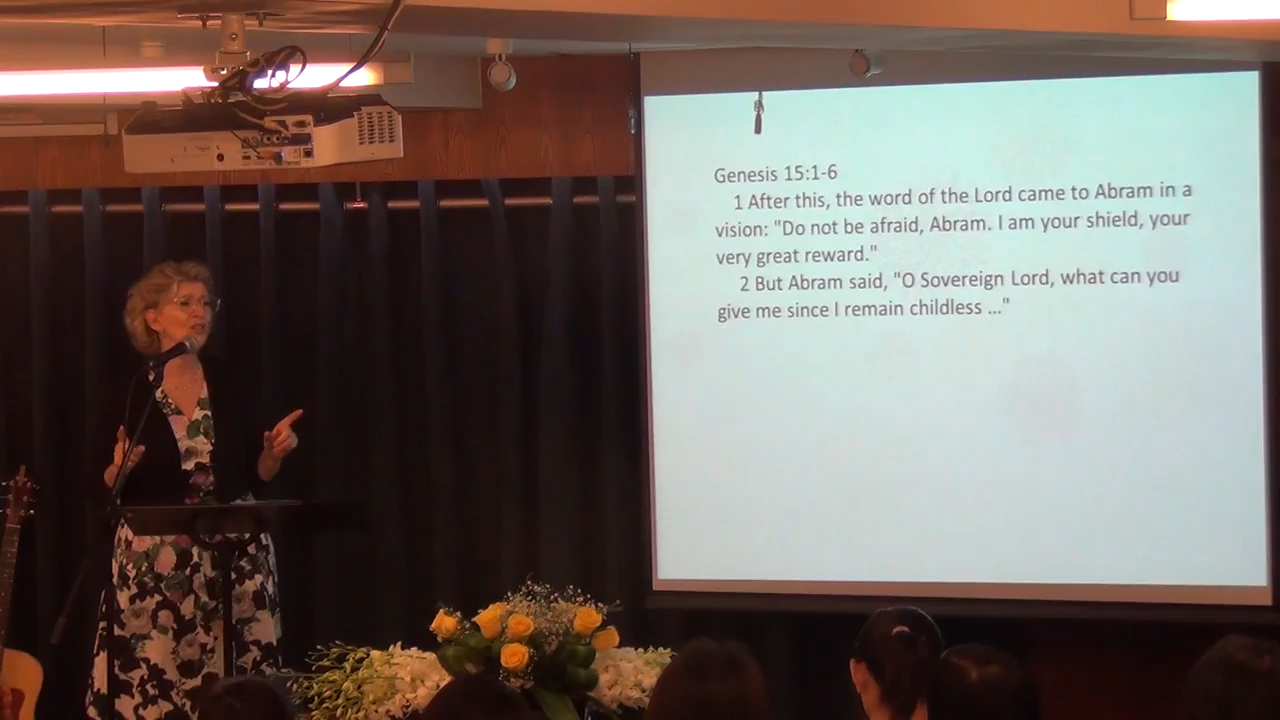 Genesis 15:1-6
1 After this, the word of the Lord came to Abram in a
vision: "Do not be afraid, Abram. I am your shield, your
very great reward."
2 But Abram said, "O Sovereign Lord, what can you
give me since I remain childless ..."